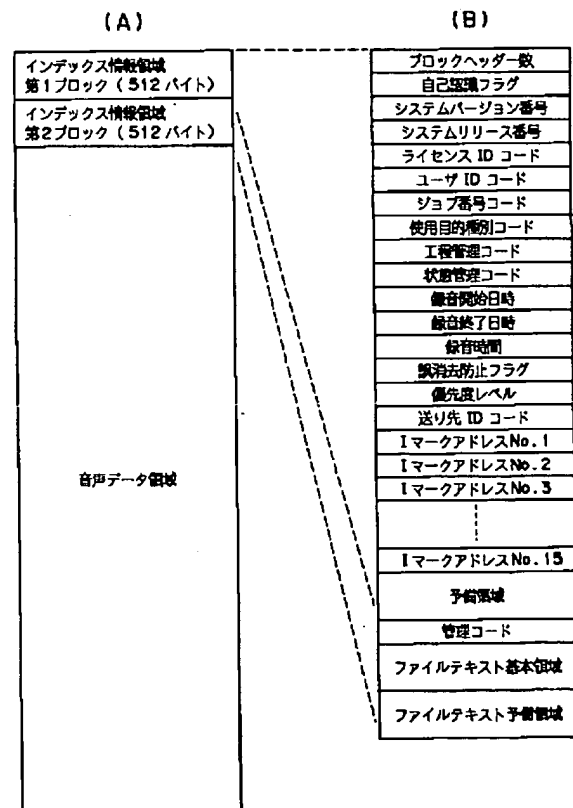 (A)
インデックス情報領域
第1ブロック (512バイト)
インデックス情報領域
第2ブロック (512バイト)
音声データ領域
(B)
ブロックヘッダー数
自己認識フラグ
システムバージョン番号
システムリリース番号
ライセンス ID コード
ユーザ ID コード
ジョブ番号コード
使用目的種別コード
工程管理コード
状態管理コード
録音開始日時
録音終了日時
録音時間
誤消去防止フラグ
優先度レベル
送り先 ID コード
IマークアドレスNo.1
IマークアドレスNo.2
IマークアドレスNo.3
IマークアドレスNo.15
予備領域
管理コード
ファイルテキスト基本領域
ファイルテキスト予備領域